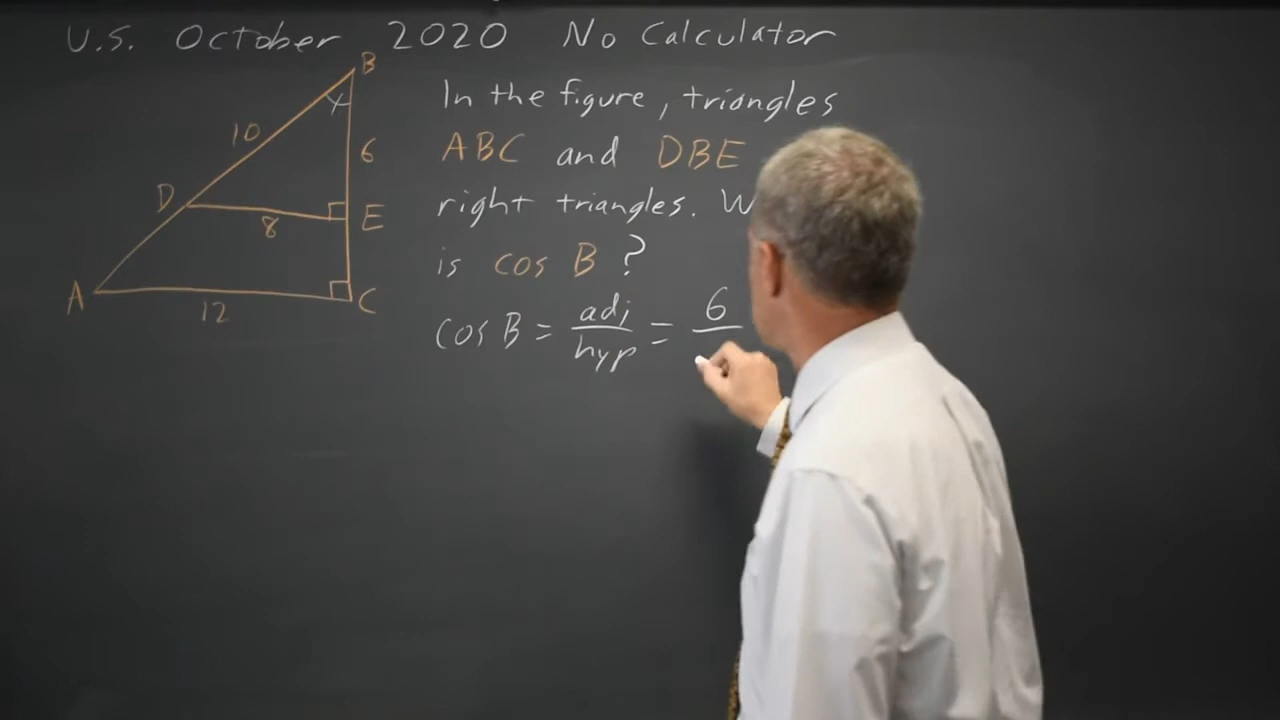 U.S. October 2020 No Calculator
B
x
10
6
D
8
E
A
12
C
In the figure, triangles
ABC and DBE
right triangles.
is cos B ?
cos B = adj/hyp = 6